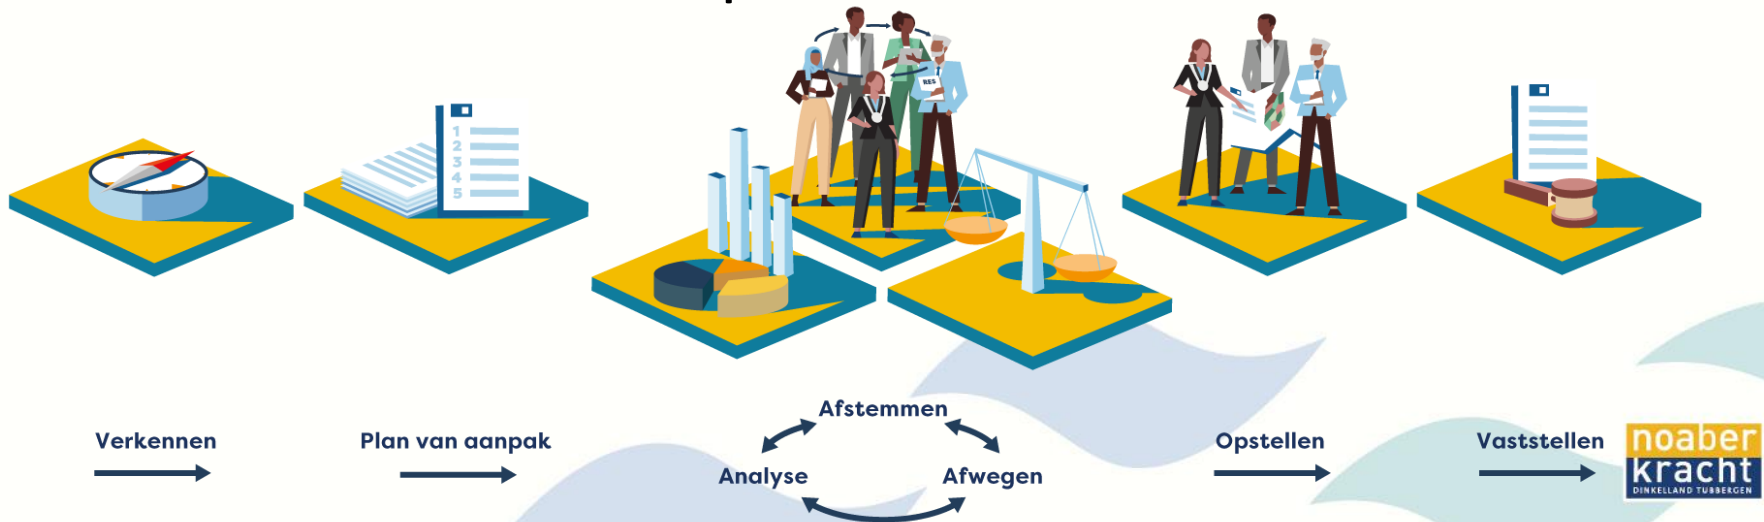 RES
1
2
3
4
5
Verkennen
Plan van aanpak
Afstemmen
Analyse
Afwegen
Opstellen
Vaststellen
noaber
kracht
DINKELLAND TUBBERGEN